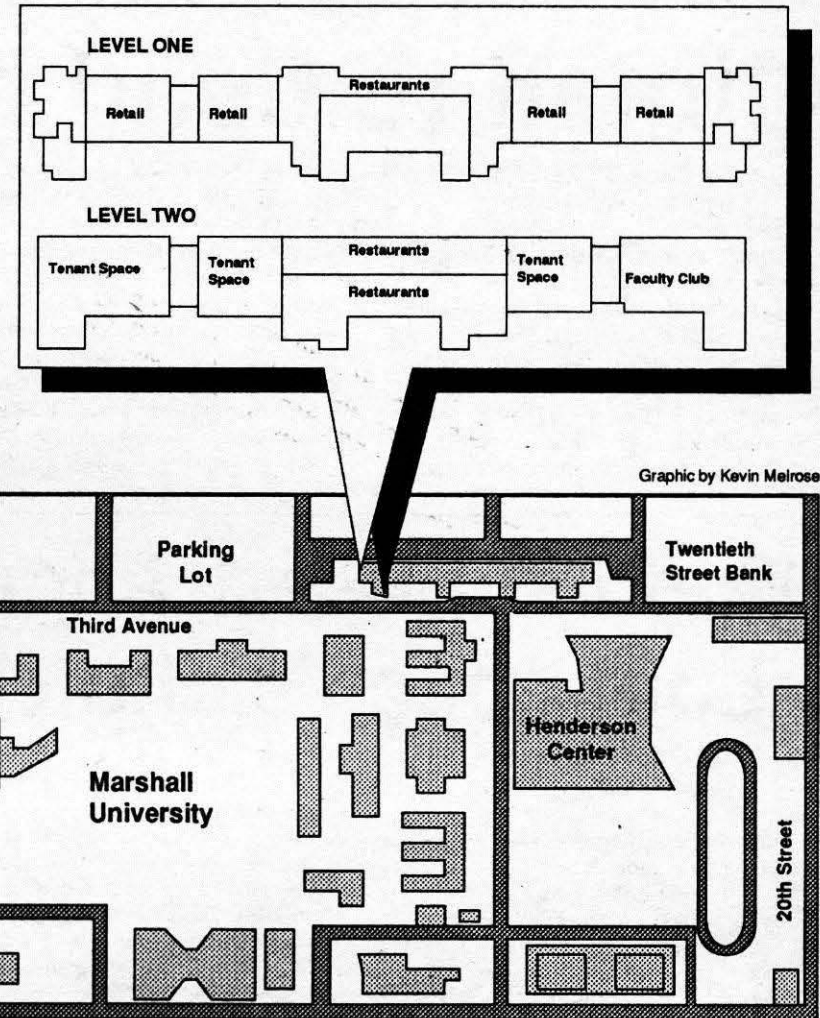 LEVEL ONE
Restaurants
Retail
Retail
Retail
Retail
LEVEL TWO
Tenant Space
Tenant
Space
Restaurants
Restaurants
Tenant
Space
Faculty Club
Graphic by Kevin Melrose
Parking
Lot
Twentieth
Street Bank
Third Avenue
Henderson
Center
Marshall
University
20th Street